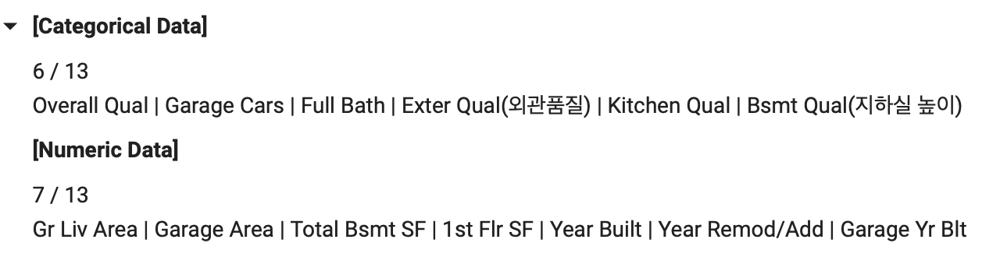 [Categorical Data]
6 / 13
Overall Qual | Garage Cars | Full Bath | Exter Qual(외관품질) | Kitchen Qual | Bsmt Qual(지하실 높이)
[Numeric Data]
7 / 13
Gr Liv Area | Garage Area | Total Bsmt SF | 1st Flr SF | Year Built | Year Remod/Add | Garage Yr Blt